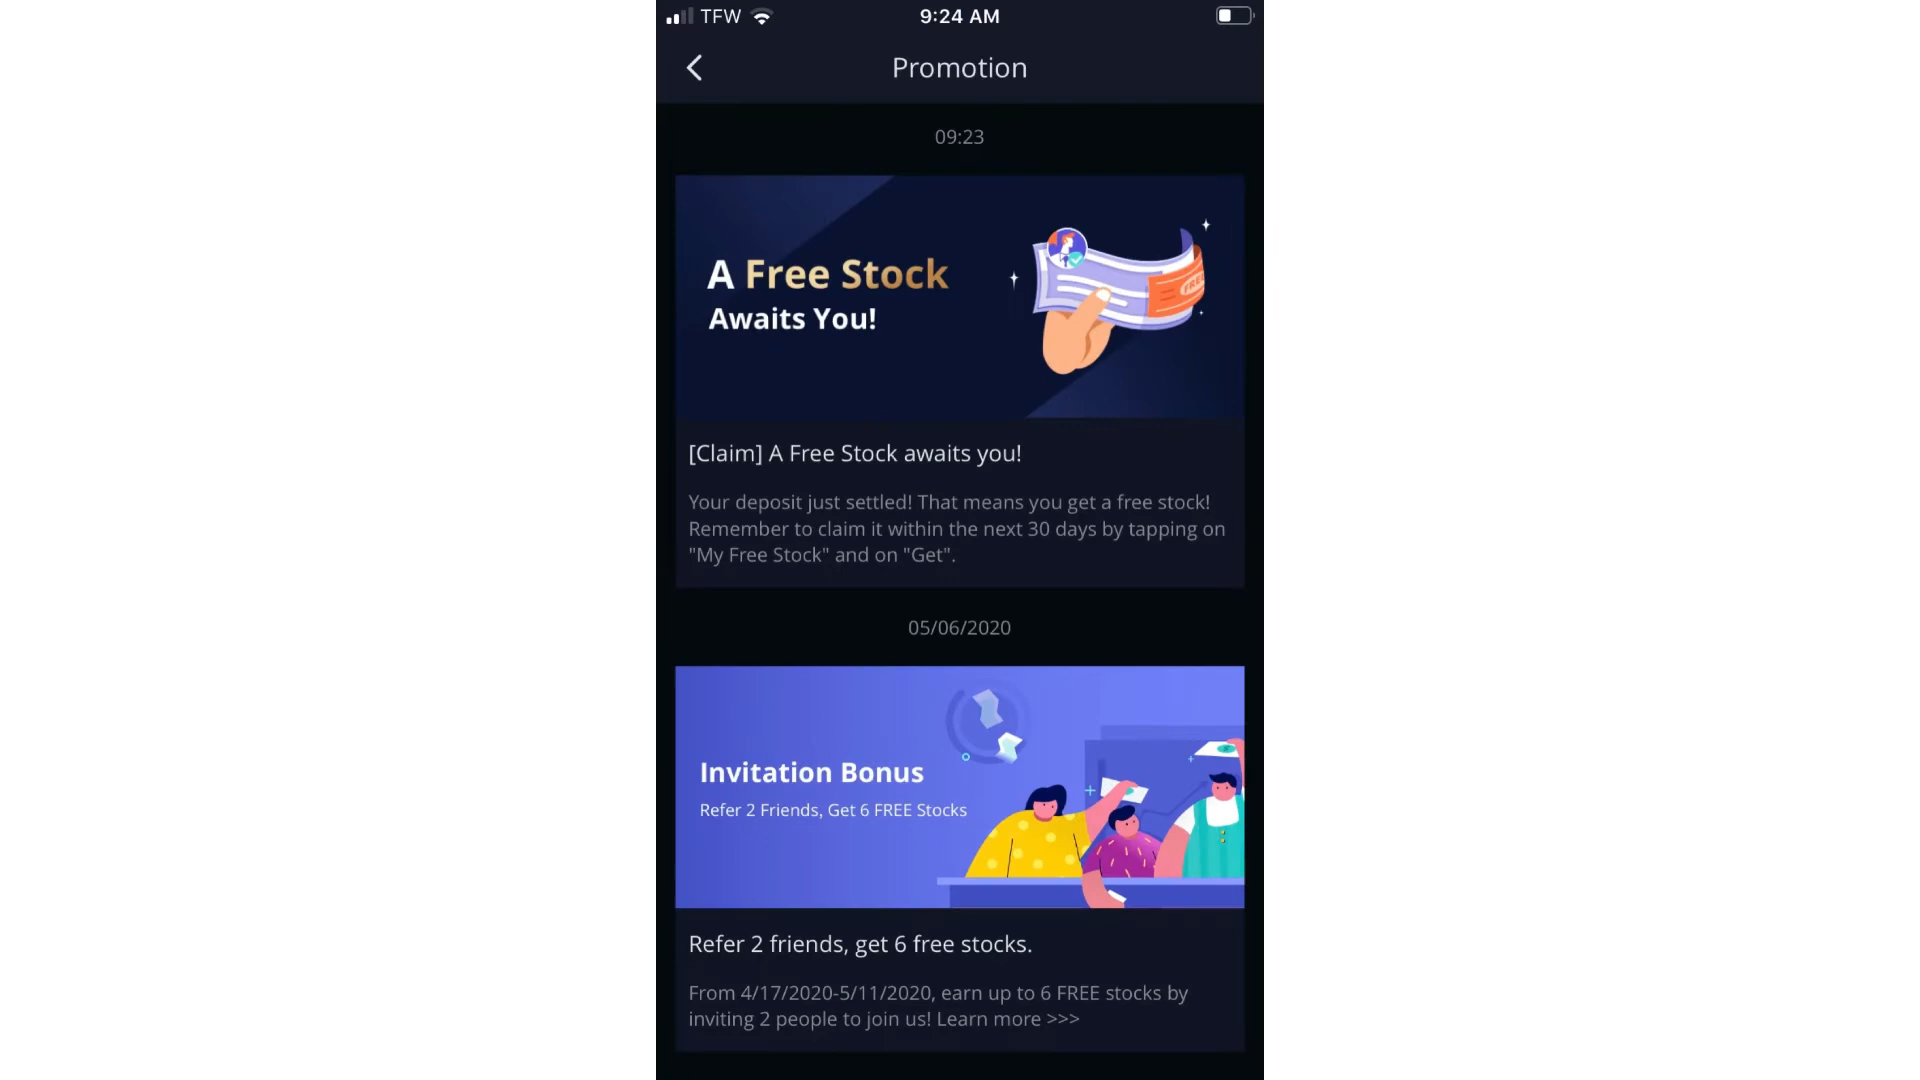 TFW
9:24 AM
Promotion
09:23
A Free Stock
Awaits You!
FREE
[Claim] A Free Stock awaits you!
Your deposit just settled! That means you get a free stock!
Remember to claim it within the next 30 days by tapping on
"My Free Stock" and on "Get".
05/06/2020
Invitation Bonus
Refer 2 Friends, Get 6 FREE Stocks
Refer 2 friends, get 6 free stocks.
From 4/17/2020-5/11/2020, earn up to 6 FREE stocks by
inviting 2 people to join us! Learn more >>>